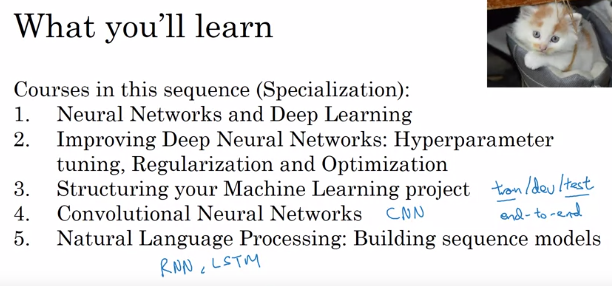 What you'll learn
Courses in this sequence (Specialization):
1. Neural Networks and Deep Learning
2. Improving Deep Neural Networks: Hyperparameter
tuning, Regularization and Optimization
3. Structuring your Machine Learning project train/dev/test
end-to-end
4. Convolutional Neural Networks CNN
5. Natural Language Processing: Building sequence models
RNN, LSTM